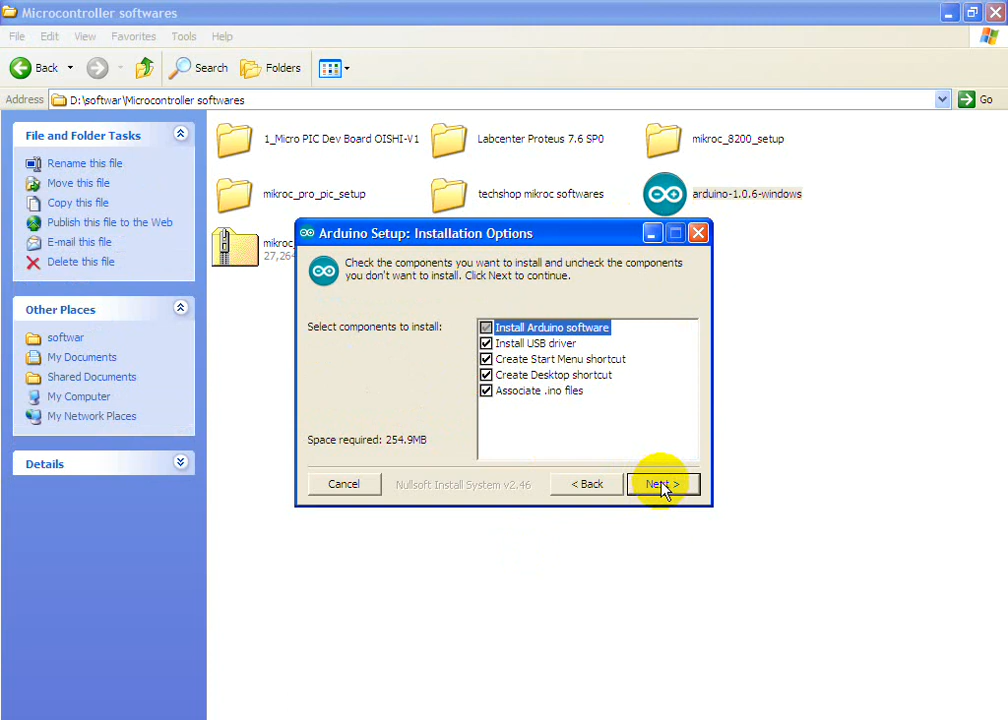 Microcontroller softwares
File Edit View Favorites Tools Help
Back Search Folders
Address D:\softwar\Microcontroller softwares Go
File and Folder Tasks
Rename this file
Move this file
Copy this file
Publish this file to the Web
E-mail this file
Delete this file
Other Places
softwar
My Documents
Shared Documents
My Computer
My Network Places
Details
1_Micro PIC Dev Board OISHI-V1 Labcenter Proteus 7.6 SP0 mikroc_8200_setup
mikroc_pro_pic_setup techshop mikroc softwares arduino-1.0.6-windows
mikroc_
27,264
Arduino Setup: Installation Options
Check the components you want to install and uncheck the components
you don't want to install. Click Next to continue.
Select components to install:
Install Arduino software
Install USB driver
Create Start Menu shortcut
Create Desktop shortcut
Associate .ino files
Space required: 254.9MB
Cancel Nullsoft Install System v2.46 < Back Next >